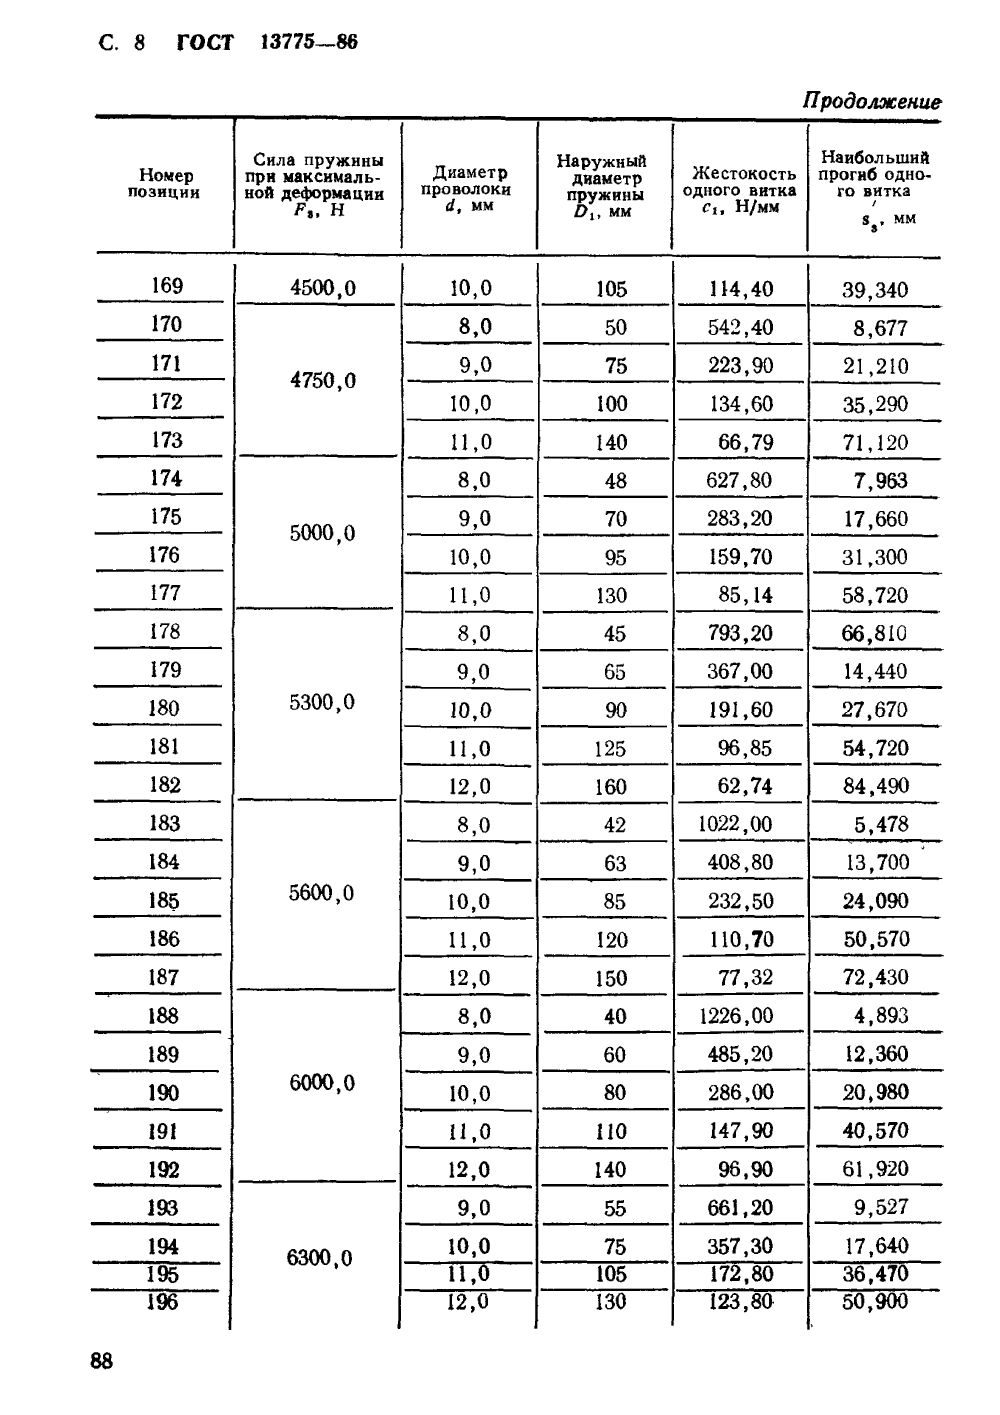 С. 8 ГОСТ 13775—86
Продолжение
Номер позиции | Сила пружины при максимальной деформации F₃, Н | Диаметр проволоки d, мм | Наружный диаметр пружины D₁, мм | Жесткость одного витка c₁, Н/мм | Наибольший прогиб одного витка s′₃, мм
169 4500,0 10,0 105 114,40 39,340
170 8,0 50 542,40 8,677
171 9,0 75 223,90 21,210
4750,0
172 10,0 100 134,60 35,290
173 11,0 140 66,79 71,120
174 8,0 48 627,80 7,963
175 9,0 70 283,20 17,660
5000,0
176 10,0 95 159,70 31,300
177 11,0 130 85,14 58,720
178 8,0 45 793,20 66,810
179 9,0 65 367,00 14,440
180 5300,0 10,0 90 191,60 27,670
181 11,0 125 96,85 54,720
182 12,0 160 62,74 84,490
183 8,0 42 1022,00 5,478
184 9,0 63 408,80 13,700
185 5600,0 10,0 85 232,50 24,090
186 11,0 120 110,70 50,570
187 12,0 150 77,32 72,430
188 8,0 40 1226,00 4,893
189 9,0 60 485,20 12,360
190 6000,0 10,0 80 286,00 20,980
191 11,0 110 147,90 40,570
192 12,0 140 96,90 61,920
193 9,0 55 661,20 9,527
194 6300,0 10,0 75 357,30 17,640
195 11,0 105 172,80 36,470
196 12,0 130 123,80 50,900
88